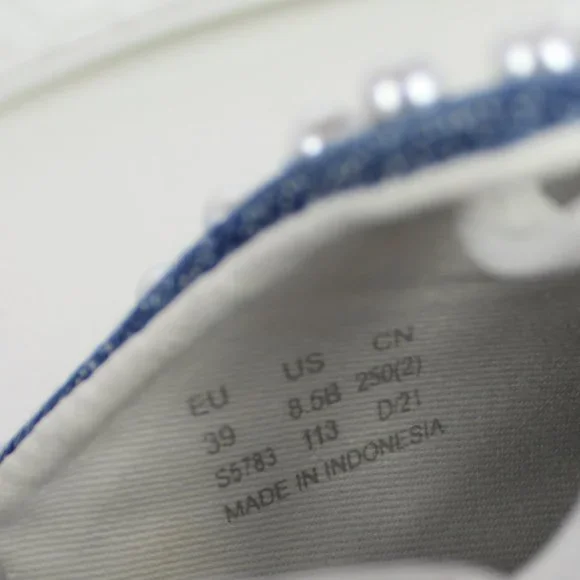 EU US CN
39 8.5B 250(2)
S5783 113 D/21
MADE IN INDONESIA